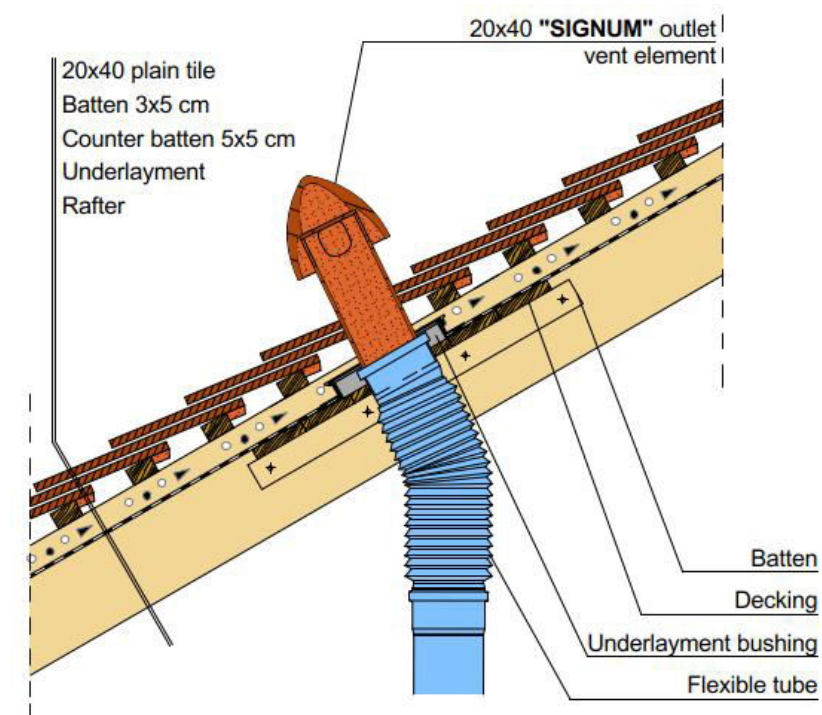 20x40 "SIGNUM" outlet
vent element
20x40 plain tile
Batten 3x5 cm
Counter batten 5x5 cm
Underlayment
Rafter
Batten
Decking
Underlayment bushing
Flexible tube